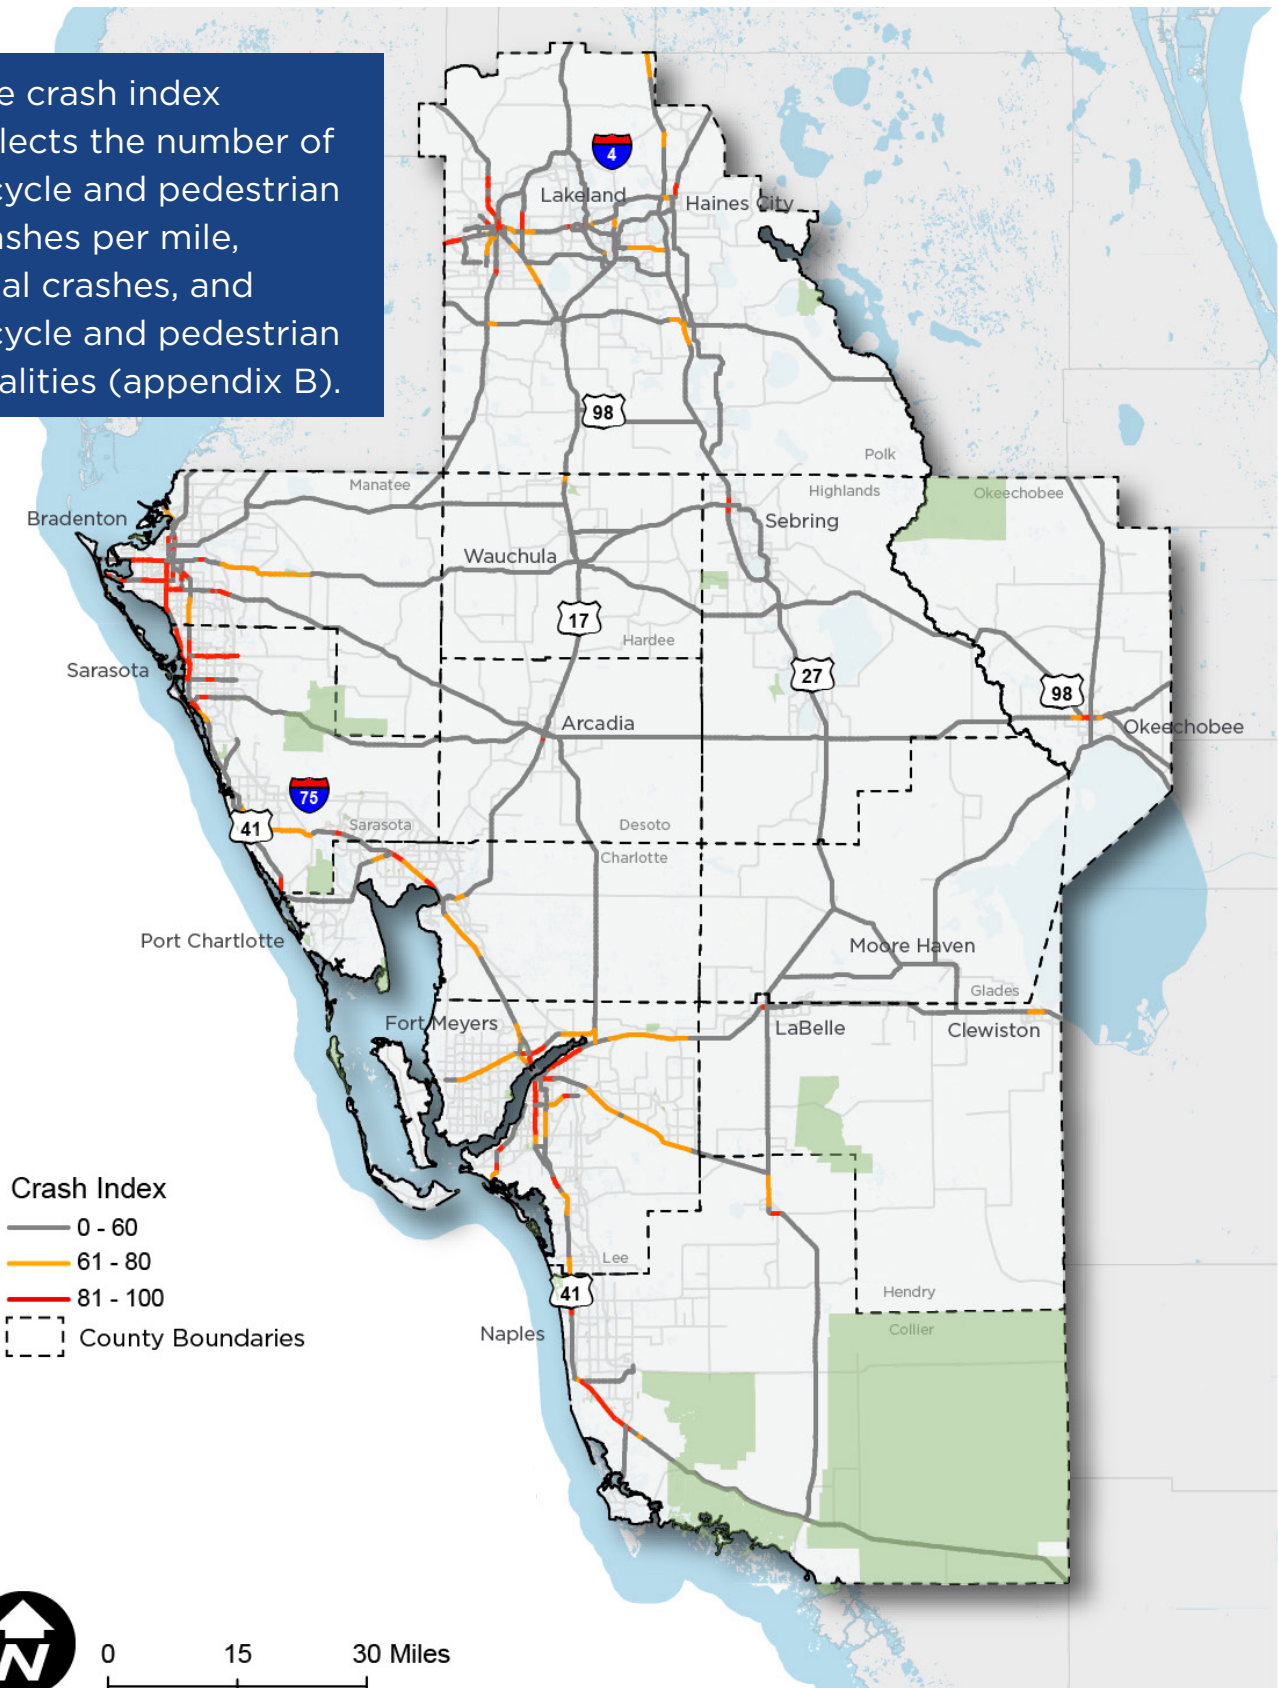 e crash index
lects the number of
cycle and pedestrian
ashes per mile,
al crashes, and
cycle and pedestrian
alities (appendix B).
4
Lakeland
Haines City
98
Polk
Manatee
Highlands
Okeechobee
Bradenton
Sebring
Wauchula
17
Hardee
Sarasota
27
98
Arcadia
Okeechobee
75
41
Sarasota
Desoto
Charlotte
Port Chartlotte
Moore Haven
Glades
Fort Meyers
LaBelle
Clewiston
Crash Index
0 - 60
61 - 80
81 - 100
County Boundaries
Lee
41
Hendry
Naples
Collier
N
0 15 30 Miles